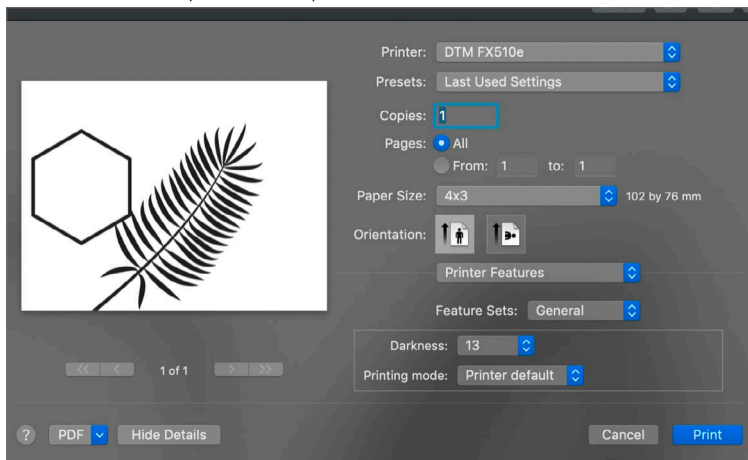 Printer: DTM FX510e
Presets: Last Used Settings
Copies: 1
Pages: All
From: 1 to: 1
Paper Size: 4x3 102 by 76 mm
Orientation:
Printer Features
Feature Sets: General
Darkness: 13
Printing mode: Printer default
1 of 1
? PDF Hide Details Cancel Print